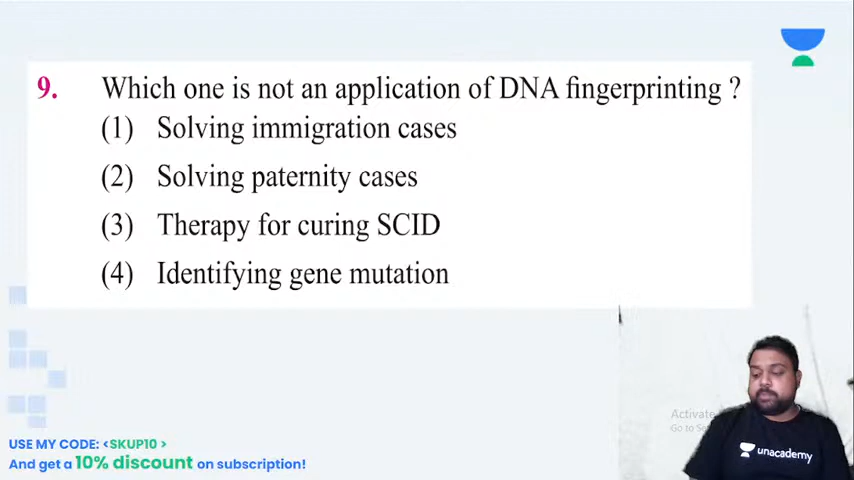 9. Which one is not an application of DNA fingerprinting ?
(1) Solving immigration cases
(2) Solving paternity cases
(3) Therapy for curing SCID
(4) Identifying gene mutation
Activate
USE MY CODE: <SKUP10 >
And get a 10% discount on subscription!
unacademy